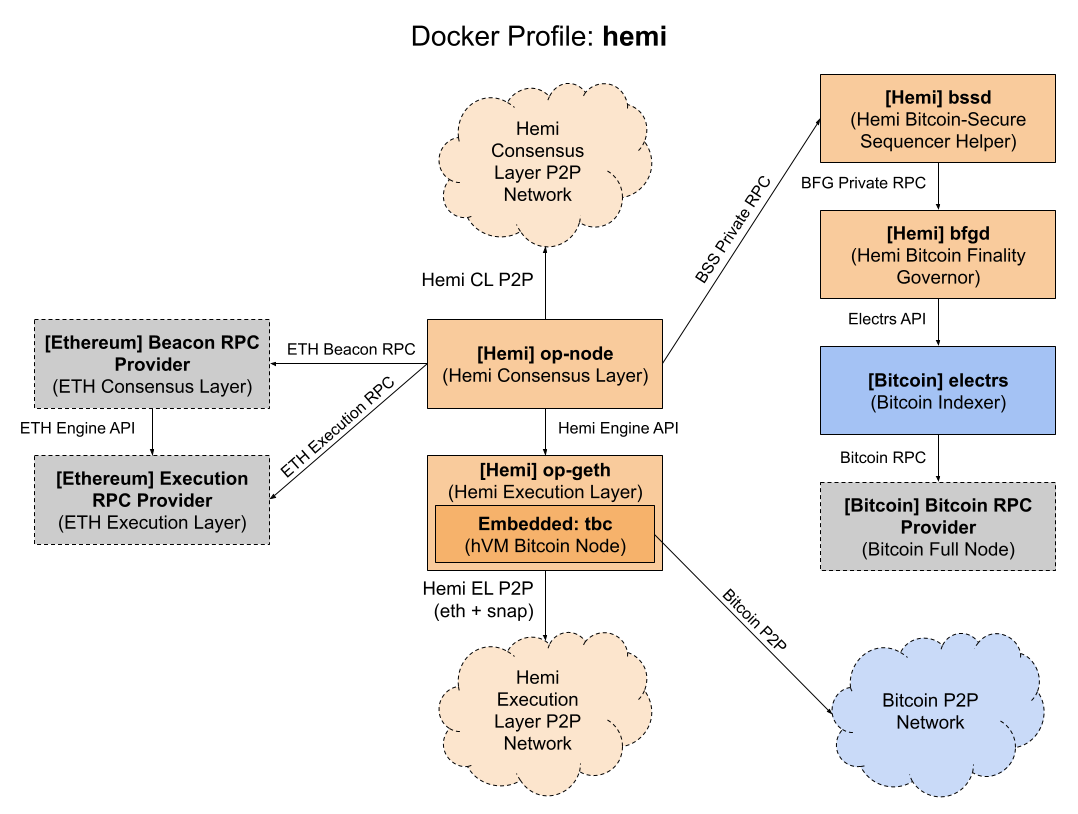 Docker Profile: hemi
Hemi
Consensus
Layer P2P
Network
[Hemi] bssd
(Hemi Bitcoin-Secure
Sequencer Helper)
BFG Private RPC
BSS Private RPC
[Hemi] bfgd
(Hemi Bitcoin Finality
Governor)
Hemi CL P2P
Electrs API
[Ethereum] Beacon RPC
Provider
(ETH Consensus Layer)
ETH Beacon RPC
[Hemi] op-node
(Hemi Consensus Layer)
[Bitcoin] electrs
(Bitcoin Indexer)
ETH Engine API
ETH Execution RPC
Hemi Engine API
Bitcoin RPC
[Ethereum] Execution
RPC Provider
(ETH Execution Layer)
[Hemi] op-geth
(Hemi Execution Layer)
Embedded: tbc
(hVM Bitcoin Node)
[Bitcoin] Bitcoin RPC
Provider
(Bitcoin Full Node)
Hemi EL P2P
(eth + snap)
Bitcoin P2P
Hemi
Execution
Layer P2P
Network
Bitcoin P2P
Network